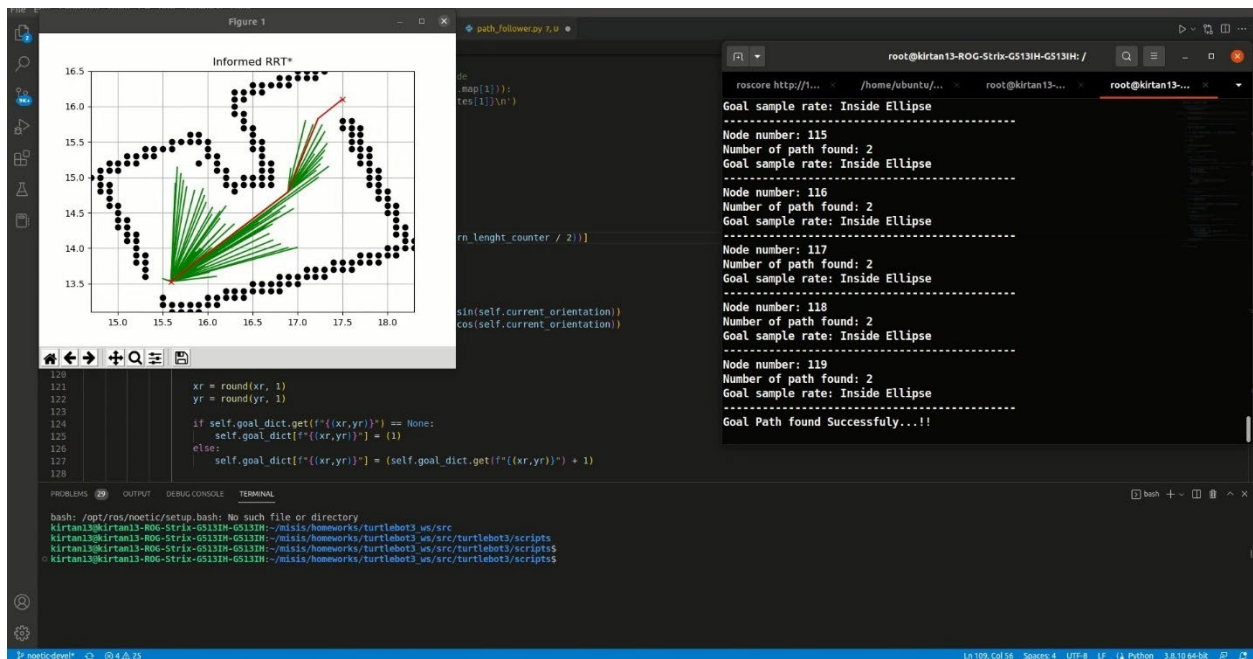 Figure 1
path_follower.py 7, U
Informed RRT*
16.5
16.0
15.5
15.0
14.5
14.0
13.5
15.0 15.5 16.0 16.5 17.0 17.5 18.0
.map[1])):
tes[1]}\n')
rn_lenght_counter / 2))]
sin(self.current_orientation))
cos(self.current_orientation))
120
121 xr = round(xr, 1)
122 yr = round(yr, 1)
123
124 if self.goal_dict.get(f"{(xr,yr)}") == None:
125 self.goal_dict[f"{(xr,yr)}"] = (1)
126 else:
127 self.goal_dict[f"{(xr,yr)}"] = (self.goal_dict.get(f"{(xr,yr)}") + 1)
128
root@kirtan13-ROG-Strix-G513IH-G513IH: /
roscore http://1... /home/ubuntu/... root@kirtan13-... root@kirtan13-...
Goal sample rate: Inside Ellipse
---------------------------------------------
Node number: 115
Number of path found: 2
Goal sample rate: Inside Ellipse
---------------------------------------------
Node number: 116
Number of path found: 2
Goal sample rate: Inside Ellipse
---------------------------------------------
Node number: 117
Number of path found: 2
Goal sample rate: Inside Ellipse
---------------------------------------------
Node number: 118
Number of path found: 2
Goal sample rate: Inside Ellipse
---------------------------------------------
Node number: 119
Number of path found: 2
Goal sample rate: Inside Ellipse
---------------------------------------------
Goal Path found Successfuly...!!
PROBLEMS 29 OUTPUT DEBUG CONSOLE TERMINAL
bash
bash: /opt/ros/noetic/setup.bash: No such file or directory
kirtan13@kirtan13-ROG-Strix-G513IH-G513IH:~/misis/homeworks/turtlebot3_ws/src
kirtan13@kirtan13-ROG-Strix-G513IH-G513IH:~/misis/homeworks/turtlebot3_ws/src/turtlebot3/scripts
kirtan13@kirtan13-ROG-Strix-G513IH-G513IH:~/misis/homeworks/turtlebot3_ws/src/turtlebot3/scripts$
kirtan13@kirtan13-ROG-Strix-G513IH-G513IH:~/misis/homeworks/turtlebot3_ws/src/turtlebot3/scripts$
noetic-devel* 4 25 Ln 109, Col 56 Spaces: 4 UTF-8 LF Python 3.8.10 64-bit